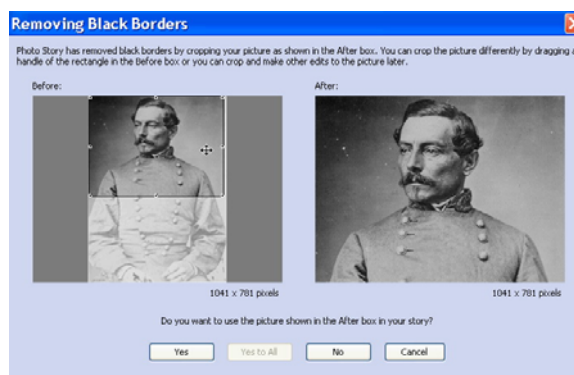 Removing Black Borders
Photo Story has removed black borders by cropping your picture as shown in the After box. You can crop the picture differently by dragging a
handle of the rectangle in the Before box or you can crop and make other edits to the picture later.
Before:
After:
1041 x 781 pixels
1041 x 781 pixels
Do you want to use the picture shown in the After box in your story?
Yes
Yes to All
No
Cancel